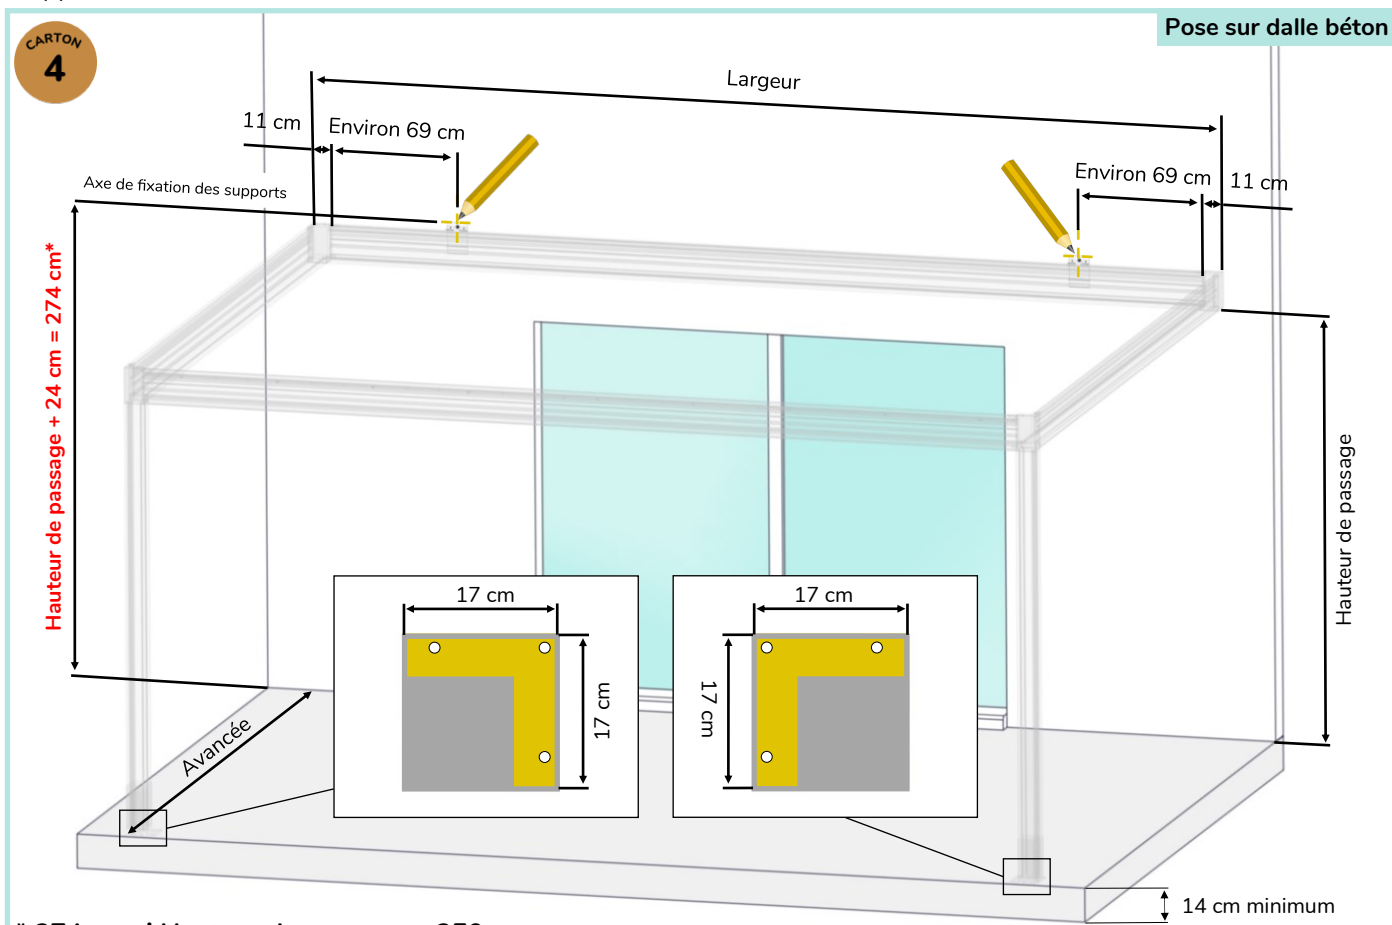 Pose sur dalle béton
CARTON
4
Largeur
11 cm
Environ 69 cm
Environ 69 cm
11 cm
Axe de fixation des supports
Hauteur de passage + 24 cm = 274 cm*
Hauteur de passage
17 cm
17 cm
17 cm
17 cm
Avancée
14 cm minimum